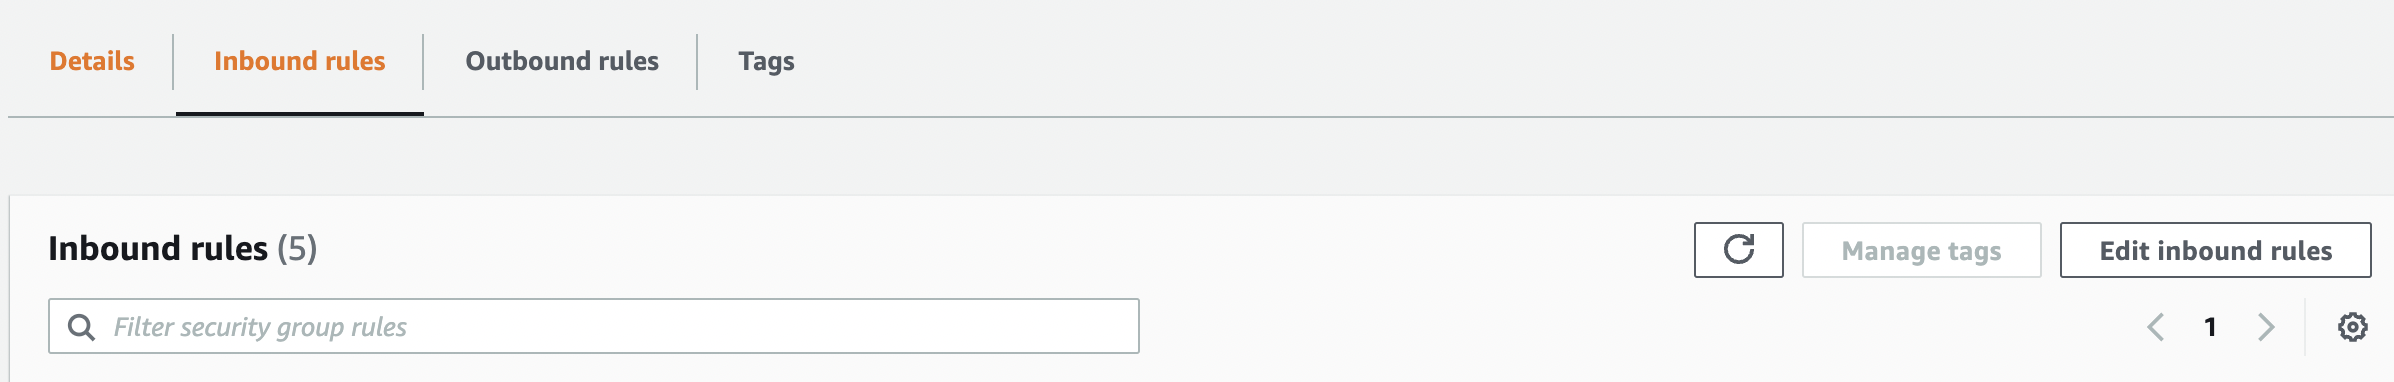 Details Inbound rules Outbound rules Tags
Inbound rules (5) Manage tags Edit inbound rules
Filter security group rules 1